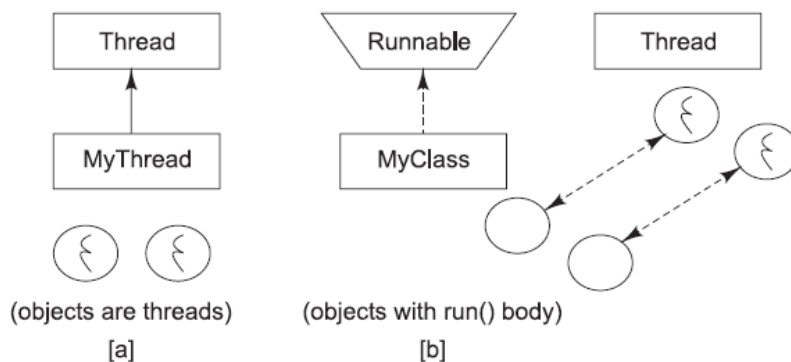 Thread
Runnable
Thread
MyThread
MyClass
(objects are threads)
(objects with run() body)
[a]
[b]